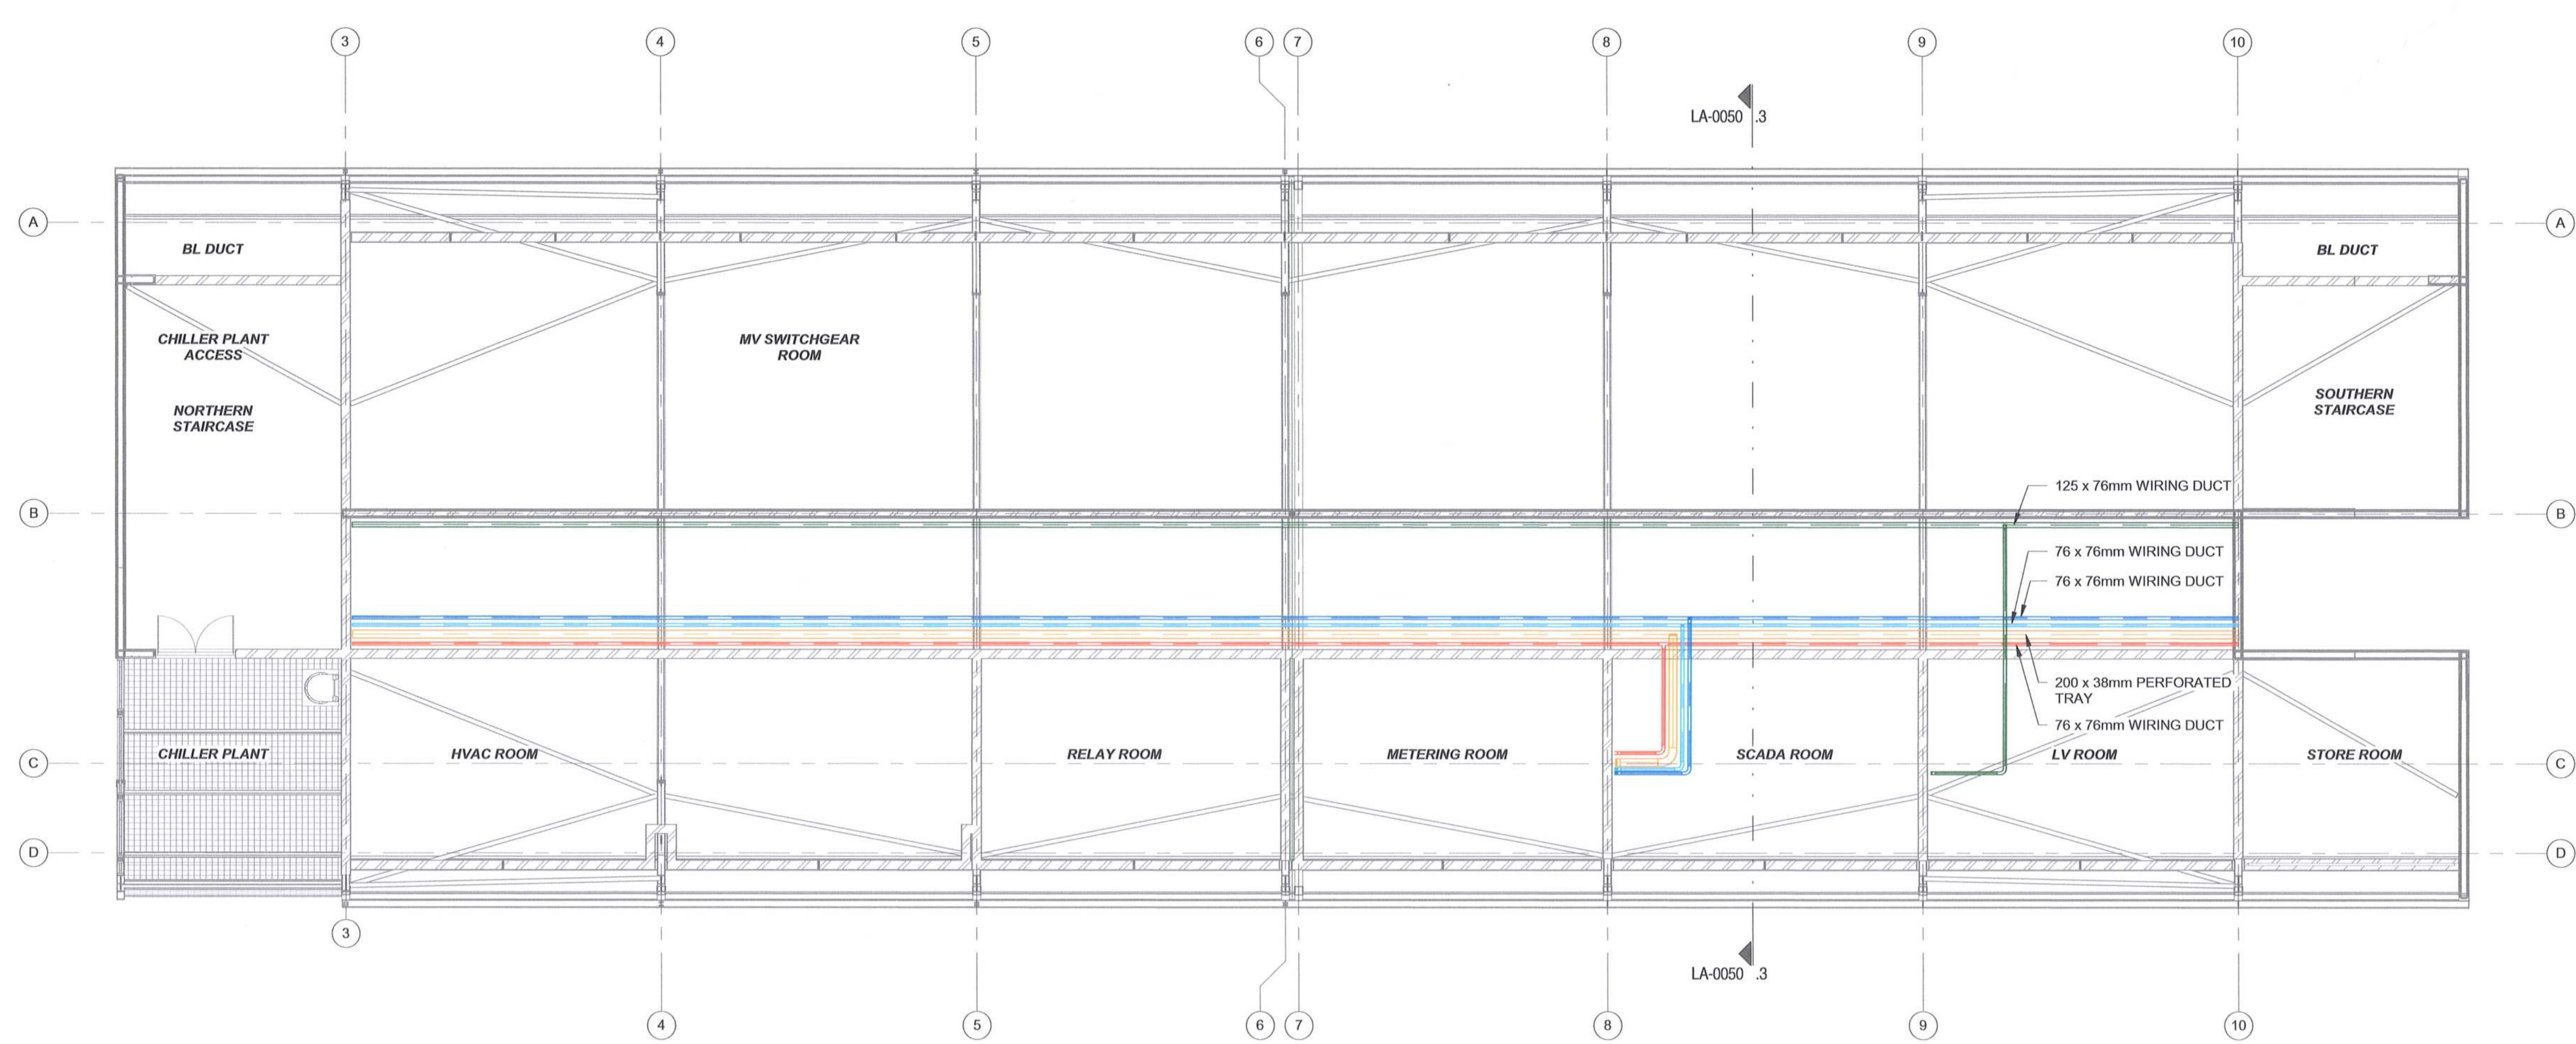 3 4 5 6 7 8 9 10
LA-0050 .3
A A
BL DUCT BL DUCT
CHILLER PLANT
ACCESS
MV SWITCHGEAR
ROOM
NORTHERN
STAIRCASE
SOUTHERN
STAIRCASE
125 x 76mm WIRING DUCT
B B
76 x 76mm WIRING DUCT
76 x 76mm WIRING DUCT
200 x 38mm PERFORATED
TRAY
76 x 76mm WIRING DUCT
CHILLER PLANT HVAC ROOM RELAY ROOM METERING ROOM SCADA ROOM LV ROOM STORE ROOM
C C
D D
3
LA-0050 .3
4 5 6 7 8 9 10